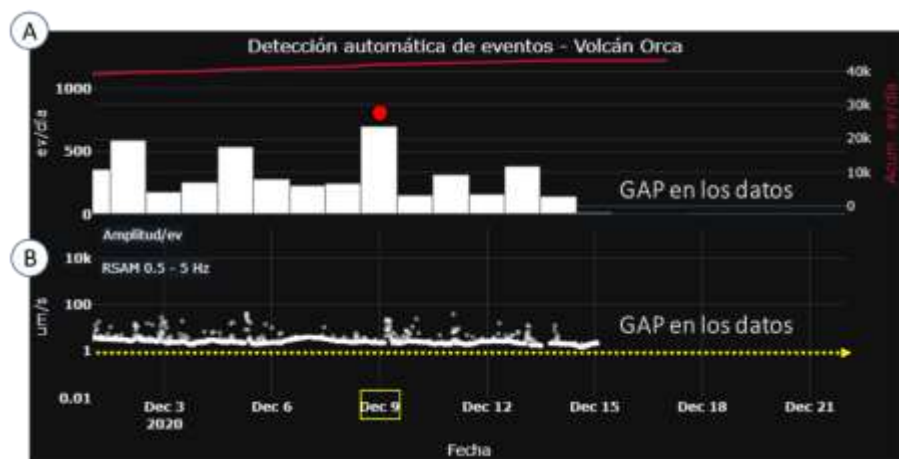 A
Detección automática de eventos - Volcán Orca
1000
500
0
ev/día
40k
30k
20k
10k
0
Acum. ev/día
GAP en los datos
B
Amplitud/ev
RSAM 0.5 - 5 Hz
10k
100
1
0.01
um/s
GAP en los datos
Dec 3
2020
Dec 6
Dec 9
Dec 12
Dec 15
Dec 18
Dec 21
Fecha